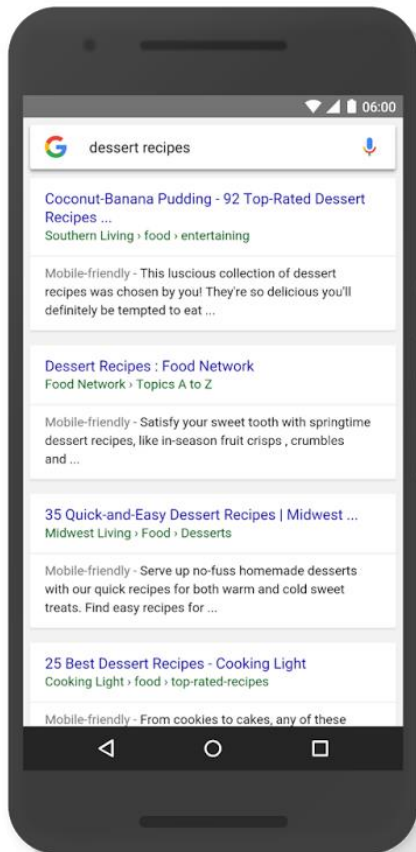 06:00
dessert recipes
Coconut-Banana Pudding - 92 Top-Rated Dessert
Recipes ...
Southern Living › food › entertaining
Mobile-friendly - This luscious collection of dessert
recipes was chosen by you! They're so delicious you'll
definitely be tempted to eat ...
Dessert Recipes : Food Network
Food Network › Topics A to Z
Mobile-friendly - Satisfy your sweet tooth with springtime
dessert recipes, like in-season fruit crisps , crumbles
and ...
35 Quick-and-Easy Dessert Recipes | Midwest ...
Midwest Living › Food › Desserts
Mobile-friendly - Serve up no-fuss homemade desserts
with our quick recipes for both warm and cold sweet
treats. Find easy recipes for ...
25 Best Dessert Recipes - Cooking Light
Cooking Light › food › top-rated-recipes
Mobile-friendly - From cookies to cakes, any of these